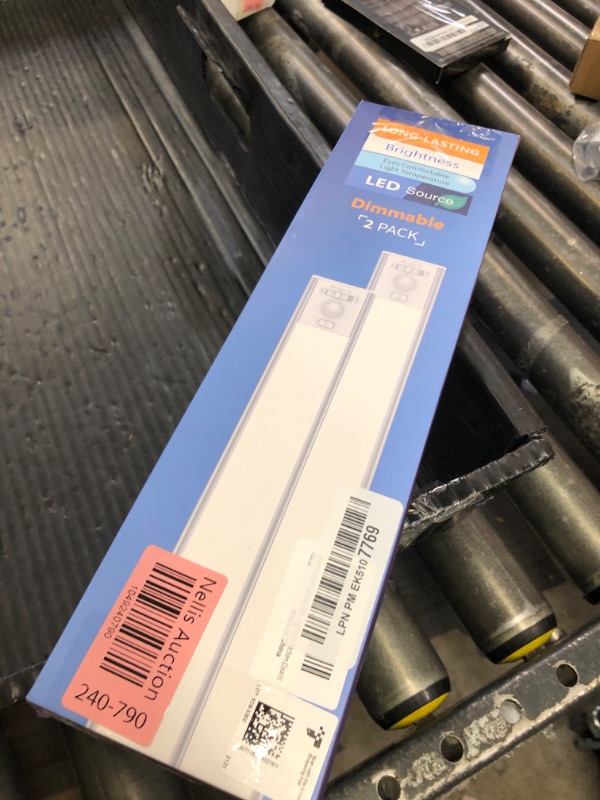 LONG-LASTING
Brightness
Eyes Comfortable
Light Temperature
LED Source
Dimmable
2 PACK
LPN PM EK5107769
Nellis Auction
1049240790
240-790